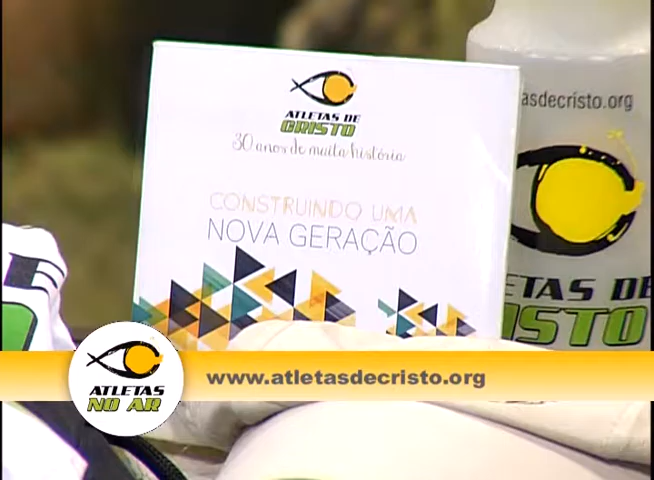 ATLETAS DE
CRISTO
30 anos de muita história
CONSTRUINDO UMA
NOVA GERAÇÃO
asdecristo.org
ETAS DE
ISTO
ATLETAS
NO AR
www.atletasdecristo.org